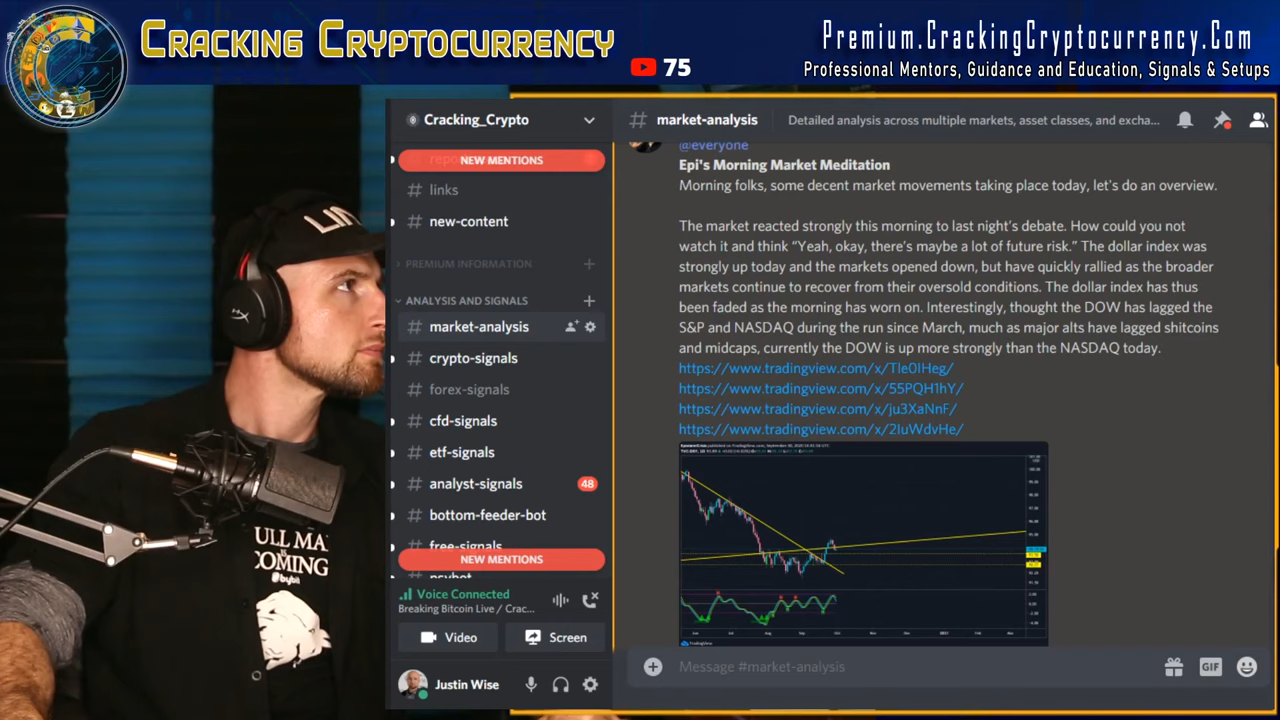 CRACKING CRYPTOCURRENCY
75
Premium.CrackingCryptocurrency.Com
Professional Mentors, Guidance and Education, Signals & Setups
Cracking_Crypto
NEW MENTIONS
# links
# new-content
PREMIUM INFORMATION
ANALYSIS AND SIGNALS
# market-analysis
# crypto-signals
# forex-signals
# cfd-signals
# etf-signals
# analyst-signals 48
# bottom-feeder-bot
# free-signals
NEW MENTIONS
Voice Connected
Breaking Bitcoin Live / Crac...
Video
Screen
Justin Wise
# market-analysis
Detailed analysis across multiple markets, asset classes, and excha...
@everyone
Epi's Morning Market Meditation
Morning folks, some decent market movements taking place today, let's do an overview.
The market reacted strongly this morning to last night's debate. How could you not
watch it and think “Yeah, okay, there's maybe a lot of future risk.” The dollar index was
strongly up today and the markets opened down, but have quickly rallied as the broader
markets continue to recover from their oversold conditions. The dollar index has thus
been faded as the morning has worn on. Interestingly, thought the DOW has lagged the
S&P and NASDAQ during the run since March, much as major alts have lagged shitcoins
and midcaps, currently the DOW is up more strongly than the NASDAQ today.
https://www.tradingview.com/x/TIe0IHeg/
https://www.tradingview.com/x/55PQH1hY/
https://www.tradingview.com/x/ju3XaNnF/
https://www.tradingview.com/x/2IuWdvHe/
TradingView
Message #market-analysis
GIF
LIN
ULL MA
IS
COMING
@bybit